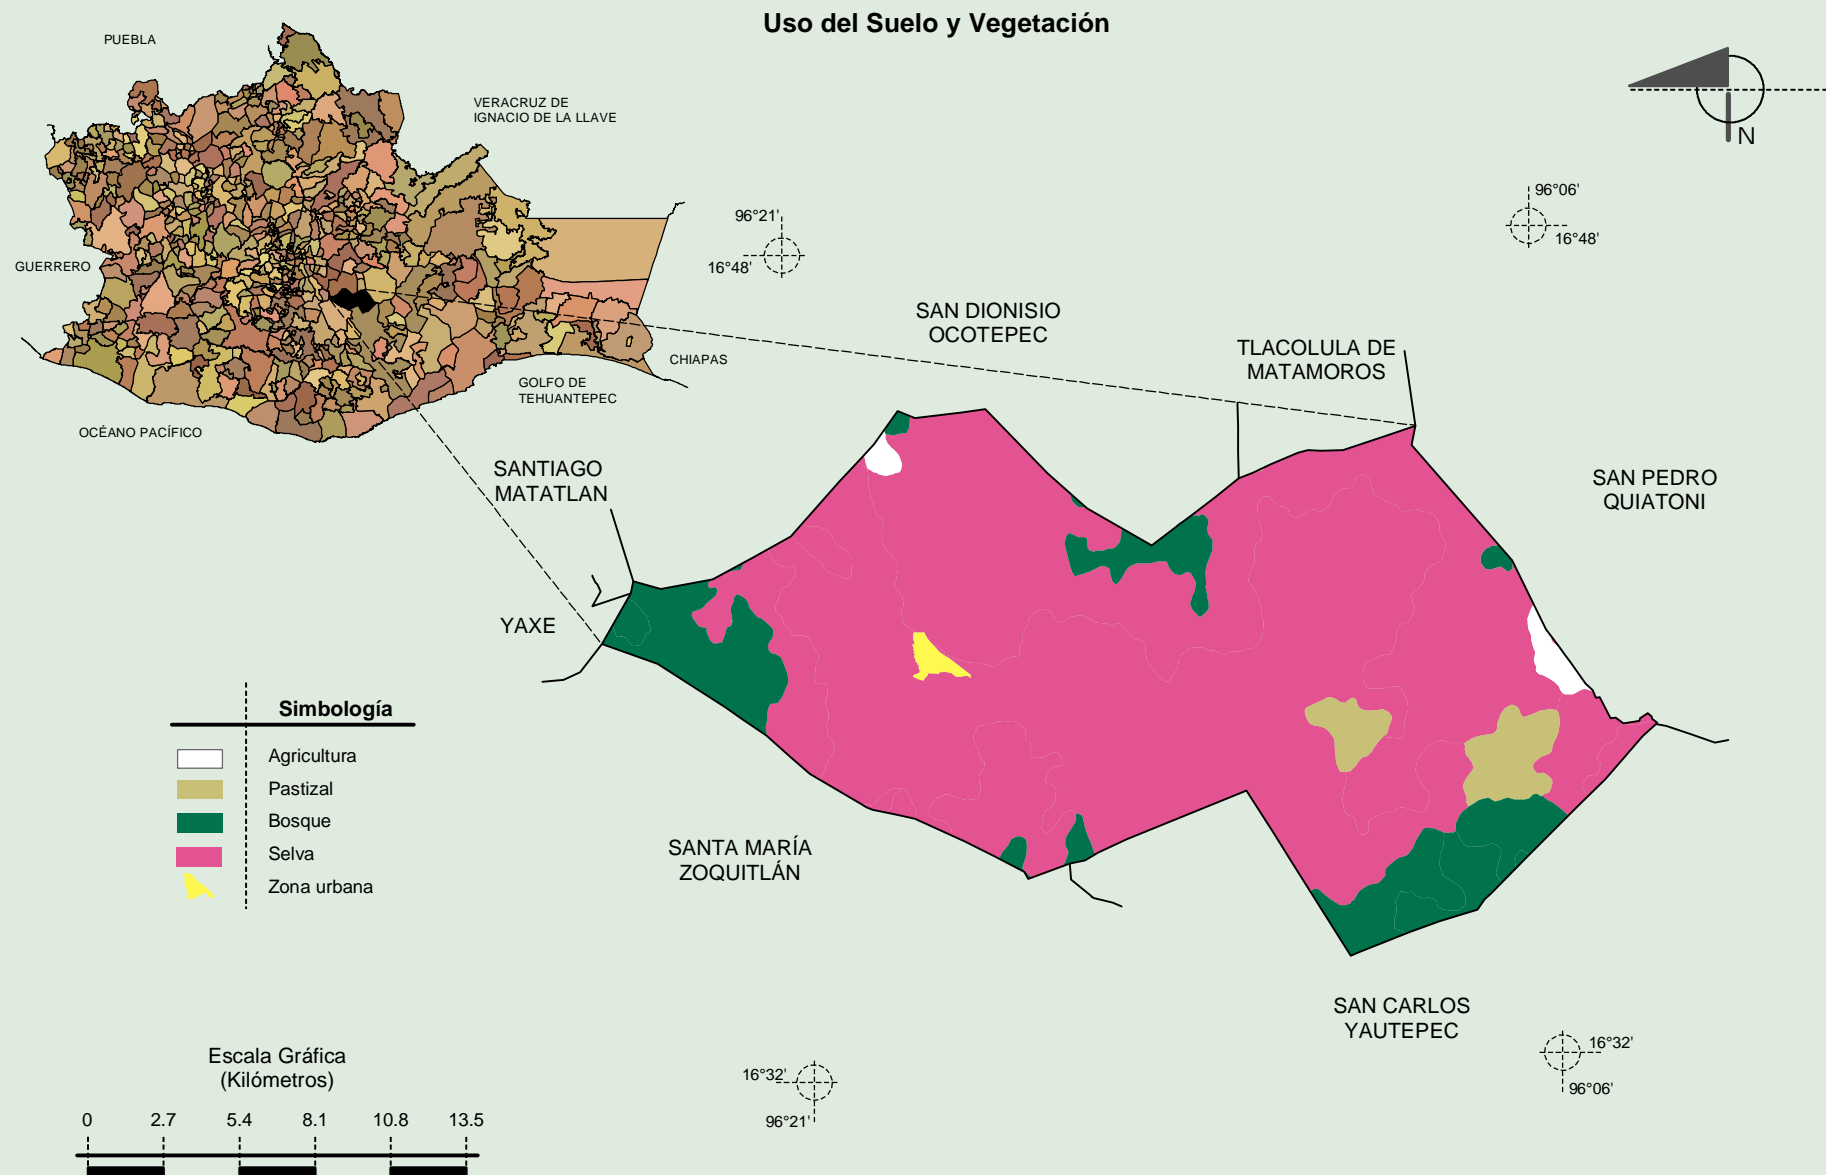 Uso del Suelo y Vegetación
PUEBLA
VERACRUZ DE
IGNACIO DE LA LLAVE
GUERRERO
CHIAPAS
GOLFO DE
TEHUANTEPEC
OCÉANO PACÍFICO
N
96°21'
16°48'
96°06'
16°48'
SAN DIONISIO
OCOTEPEC
TLACOLULA DE
MATAMOROS
SANTIAGO
MATATLAN
SAN PEDRO
QUIATONI
YAXE
SANTA MARÍA
ZOQUITLÁN
SAN CARLOS
YAUTEPEC
Simbología
Agricultura
Pastizal
Bosque
Selva
Zona urbana
16°32'
96°21'
16°32'
96°06'
Escala Gráfica
(Kilómetros)
0 2.7 5.4 8.1 10.8 13.5